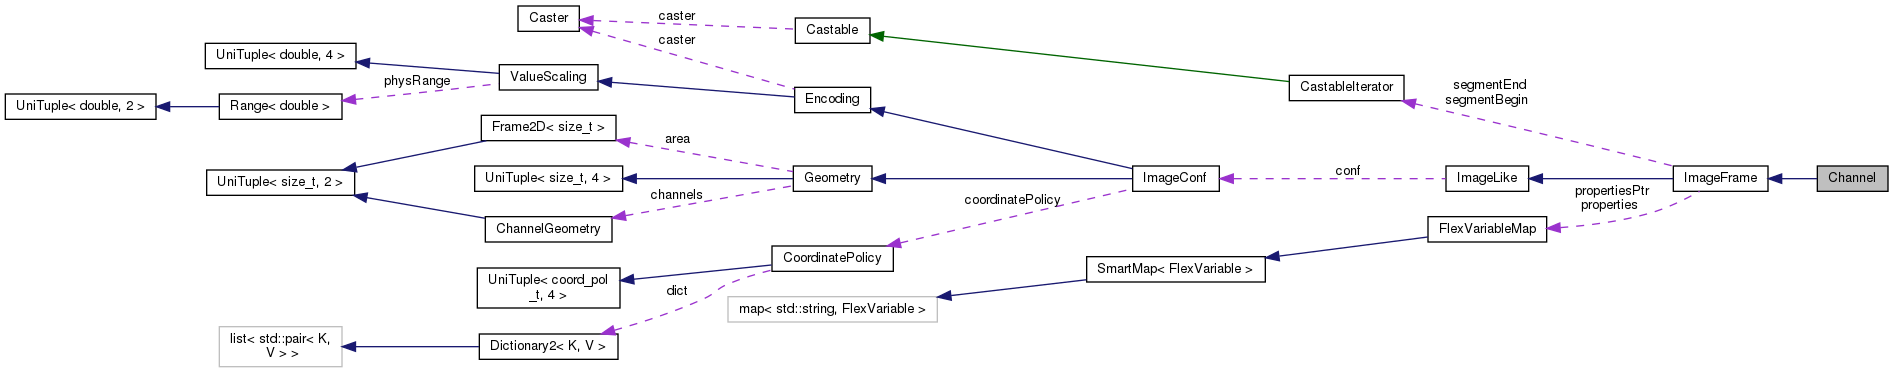 Caster
caster
Castable
caster
UniTuple< double, 4 >
ValueScaling
physRange
CastableIterator
segmentEnd
segmentBegin
UniTuple< double, 2 >
Range< double >
Encoding
Frame2D< size_t >
area
UniTuple< size_t, 2 >
UniTuple< size_t, 4 >
Geometry
ImageConf
conf
ImageLike
ImageFrame
Channel
channels
coordinatePolicy
propertiesPtr
properties
ChannelGeometry
FlexVariableMap
CoordinatePolicy
SmartMap< FlexVariable >
UniTuple< coord_pol
_t, 4 >
dict
map< std::string, FlexVariable >
list< std::pair< K,
V > >
Dictionary2< K, V >